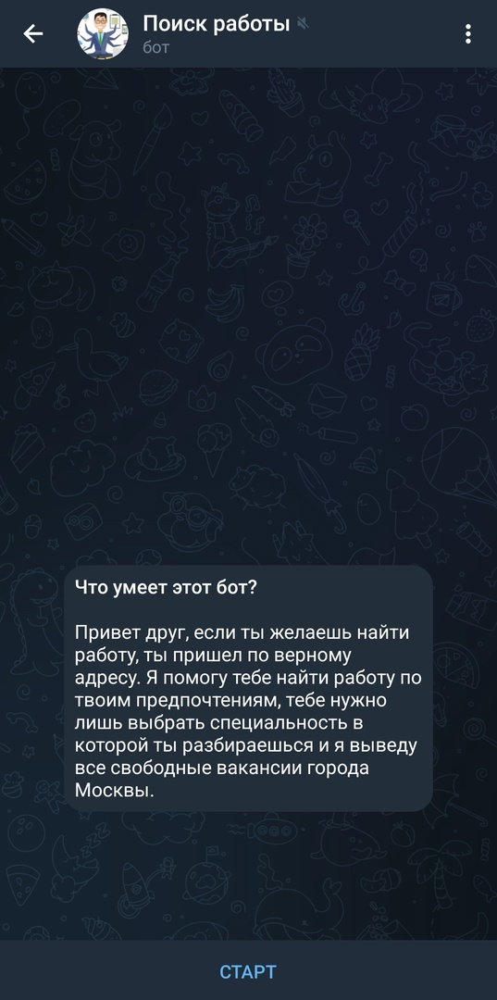 Поиск работы
бот
Что умеет этот бот?
Привет друг, если ты желаешь найти
работу, ты пришел по верному
адресу. Я помогу тебе найти работу по
твоим предпочтениям, тебе нужно
лишь выбрать специальность в
которой ты разбираешься и я выведу
все свободные вакансии города
Москвы.
СТАРТ